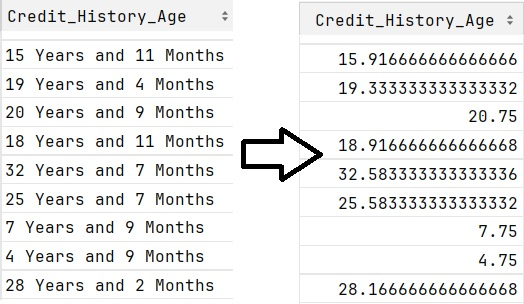 Credit_History_Age
15 Years and 11 Months
19 Years and 4 Months
20 Years and 9 Months
18 Years and 11 Months
32 Years and 7 Months
25 Years and 7 Months
7 Years and 9 Months
4 Years and 9 Months
28 Years and 2 Months
Credit_History_Age
15.916666666666666
19.333333333333332
20.75
18.916666666666668
32.583333333333336
25.583333333333332
7.75
4.75
28.166666666666668